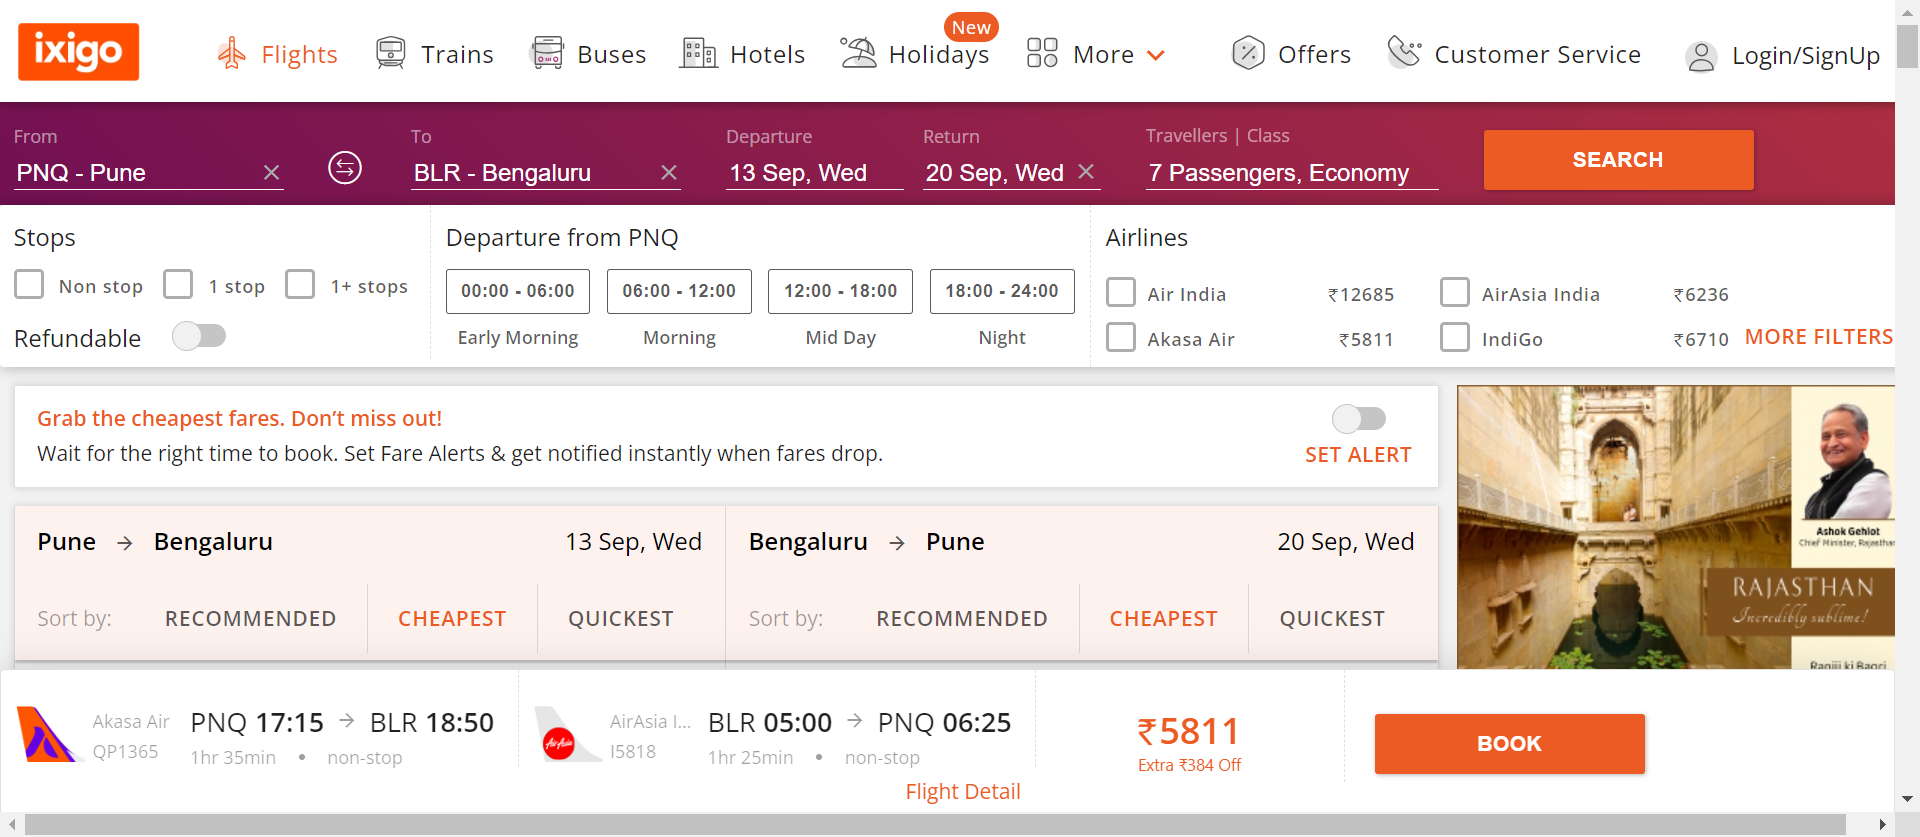 ixigo
Flights
Trains
Buses
Hotels
Holidays
New
More
Offers
Customer Service
Login/SignUp
From
PNQ - Pune
To
BLR - Bengaluru
Departure
13 Sep, Wed
Return
20 Sep, Wed
Travellers | Class
7 Passengers, Economy
SEARCH
Stops
Non stop
1 stop
1+ stops
Refundable
Departure from PNQ
00:00 - 06:00
06:00 - 12:00
12:00 - 18:00
18:00 - 24:00
Early Morning
Morning
Mid Day
Night
Airlines
Air India ₹12685
AirAsia India ₹6236
Akasa Air ₹5811
IndiGo ₹6710
MORE FILTERS
Grab the cheapest fares. Don't miss out!
Wait for the right time to book. Set Fare Alerts & get notified instantly when fares drop.
SET ALERT
Pune → Bengaluru 13 Sep, Wed
Sort by: RECOMMENDED CHEAPEST QUICKEST
Bengaluru → Pune 20 Sep, Wed
Sort by: RECOMMENDED CHEAPEST QUICKEST
Ashok Gehlot
Chief Minister, Rajasthan
RAJASTHAN
Incredibly sublime!
Raniji ki Baori
Akasa Air
QP1365
PNQ 17:15 → BLR 18:50
1hr 35min • non-stop
AirAsia
AirAsia I...
I5818
BLR 05:00 → PNQ 06:25
1hr 25min • non-stop
Flight Detail
₹5811
Extra ₹384 Off
BOOK